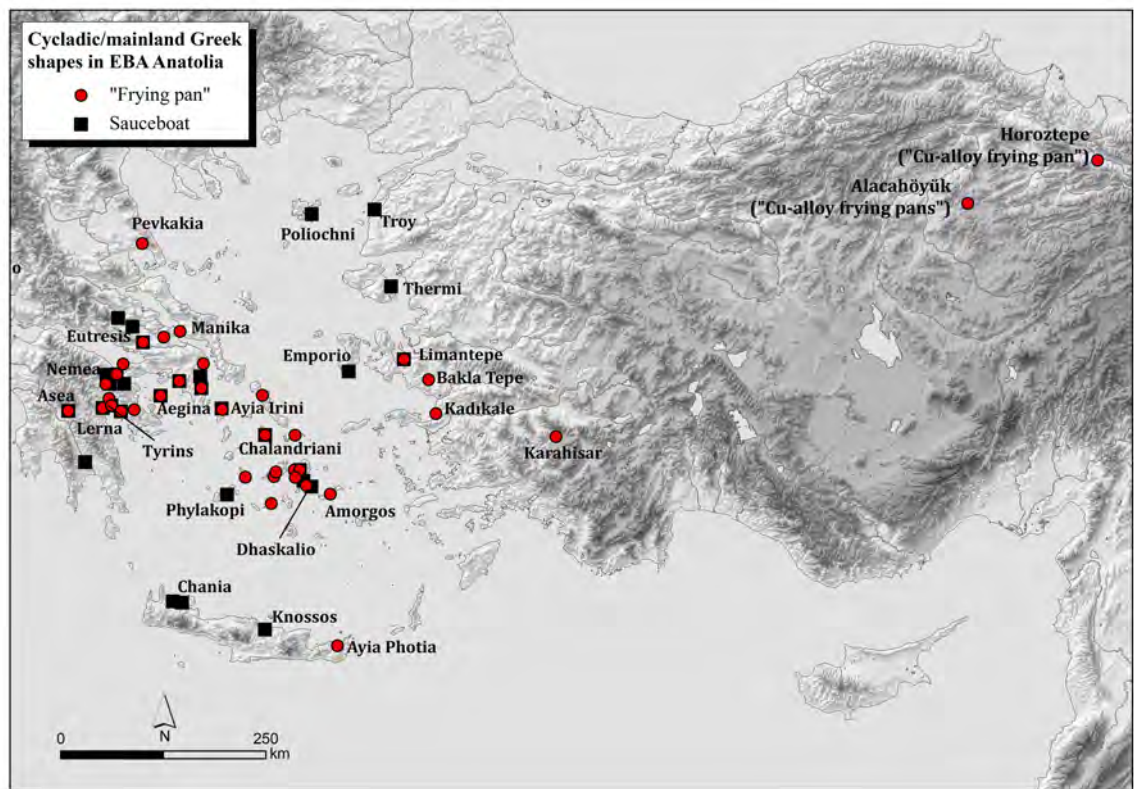 Cycladic/mainland Greek
shapes in EBA Anatolia
"Frying pan"
Sauceboat
Horoztepe
("Cu-alloy frying pan")
Alacahöyük
("Cu-alloy frying pans")
Pevkakia
Poliochni
Troy
o
Thermi
Eutresis
Manika
Emporio
Limantepe
Nemea
Bakla Tepe
Asea
Aegina
Ayia Irini
Kadıkale
Lerna
Karahisar
Tyrins
Chalandriani
Phylakopi
Amorgos
Dhaskalio
Chania
Knossos
Ayia Photia
N
0
250
km